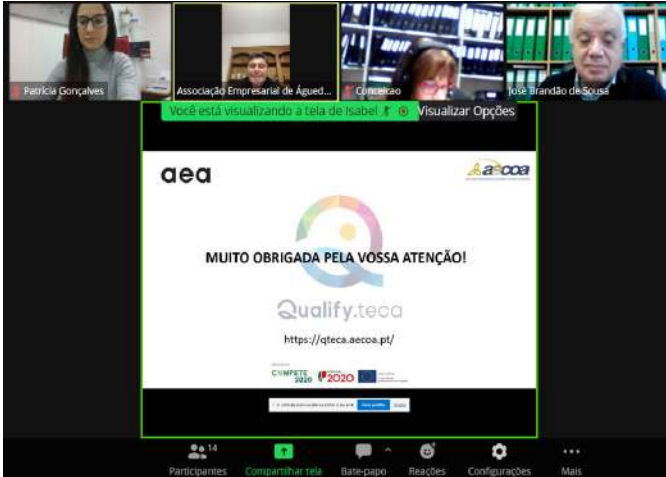 Patrícia Gonçalves
Associação Empresarial de Águed...
Conceicao
José Brandão de Sousa
Você está visualizando a tela de Isabel
Visualizar Opções
aea
aecoa
MUITO OBRIGADA PELA VOSSA ATENÇÃO!
Qualify.teca
https://qteca.aecoa.pt/
COMPETE
2020
2020
14
Participantes
Compartilhar tela
Bate-papo
Reações
Configurações
Mais